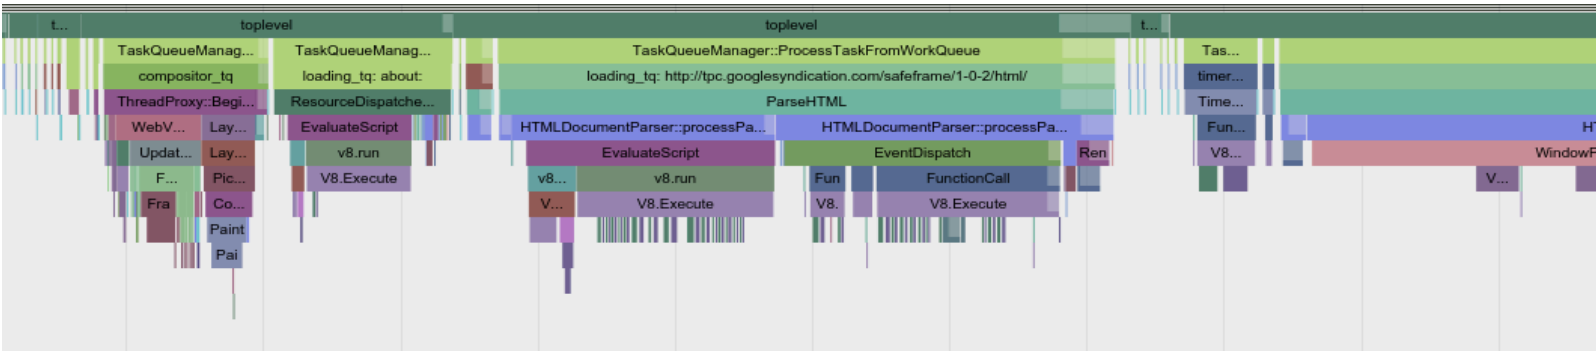 t... toplevel toplevel t...
TaskQueueManag... TaskQueueManag... TaskQueueManager::ProcessTaskFromWorkQueue Tas...
compositor_tq loading_tq: about: loading_tq: http://tpc.googlesyndication.com/safeframe/1-0-2/html/ timer...
ThreadProxy::Begi... ResourceDispatche... ParseHTML Time...
WebV... Lay... EvaluateScript HTMLDocumentParser::processPa... HTMLDocumentParser::processPa... Fun...
Updat... Lay... v8.run EvaluateScript EventDispatch Ren V8...
F... Pic... V8.Execute v8... v8.run Fun FunctionCall V...
Fra Co... V... V8.Execute V8. V8.Execute
Paint
Pai